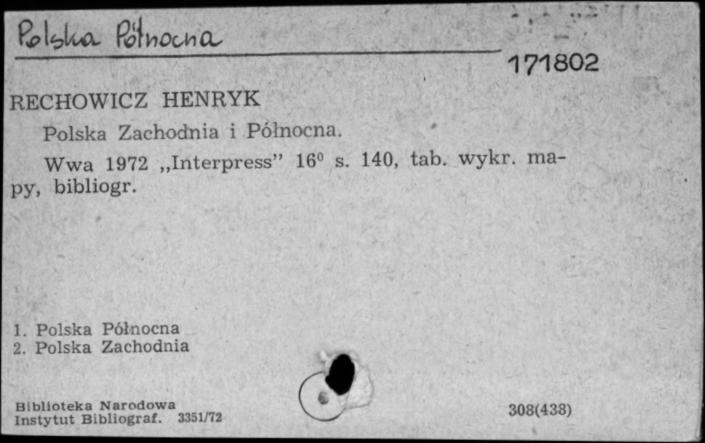 Polska Północna
171802
RECHOWICZ HENRYK
Polska Zachodnia i Północna.
Wwa 1972 „Interpress” 16⁰ s. 140, tab. wykr. ma-
py, bibliogr.
1. Polska Północna
2. Polska Zachodnia
Biblioteka Narodowa
Instytut Bibliograf. 3351/72
308(438)